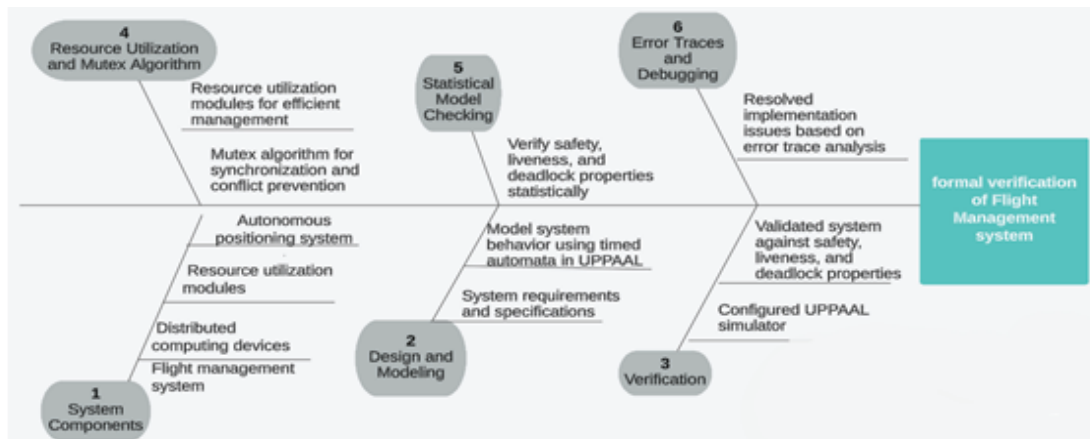 4
Resource Utilization
and Mutex Algorithm
Resource utilization
modules for efficient
management
Mutex algorithm for
synchronization and
conflict prevention
5
Statistical
Model
Checking
Verify safety,
liveness, and
deadlock properties
statistically
6
Error Traces
and
Debugging
Resolved
implementation
issues based on
error trace analysis
formal verification
of Flight
Management
system
Autonomous
positioning system
Resource utilization
modules
Distributed
computing devices
Flight management
system
1
System
Components
Model system
behavior using timed
automata in UPPAAL
System requirements
and specifications
2
Design and
Modeling
Validated system
against safety,
liveness, and
deadlock properties
Configured UPPAAL
simulator
3
Verification